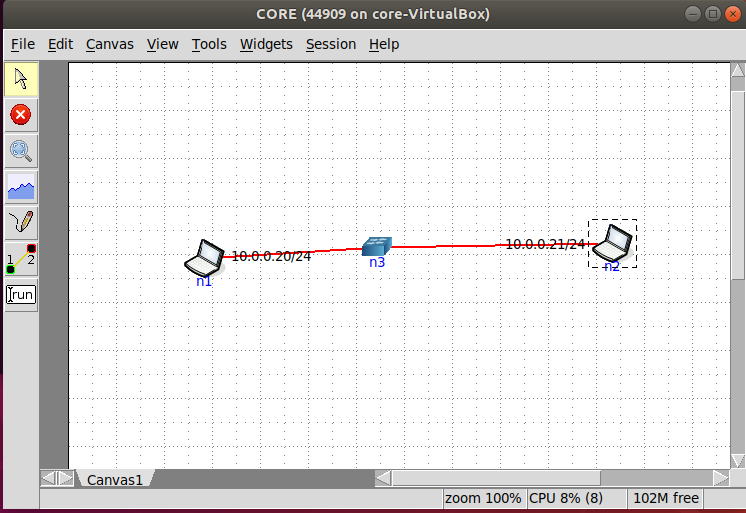 CORE (44909 on core-VirtualBox)
File Edit Canvas View Tools Widgets Session Help
10.0.0.20/24
10.0.0.21/24
n1
n3
n2
1 2
run
Canvas1
zoom 100% CPU 8% (8) 102M free